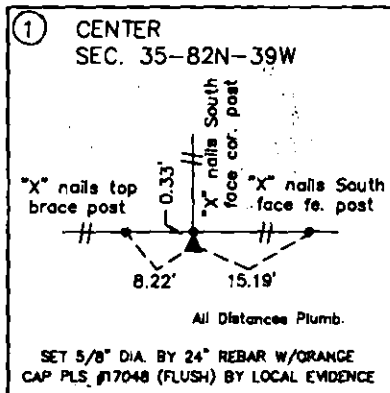 ① CENTER
SEC. 35-82N-39W
"X" nails South
face cor. post
0.33'
"X" nails top
brace post
"X" nails South
face fe. post
8.22'
15.19'
All Distances Plumb.
SET 5/8" DIA. BY 24" REBAR W/ORANGE
CAP PLS #17048 (FLUSH) BY LOCAL EVIDENCE